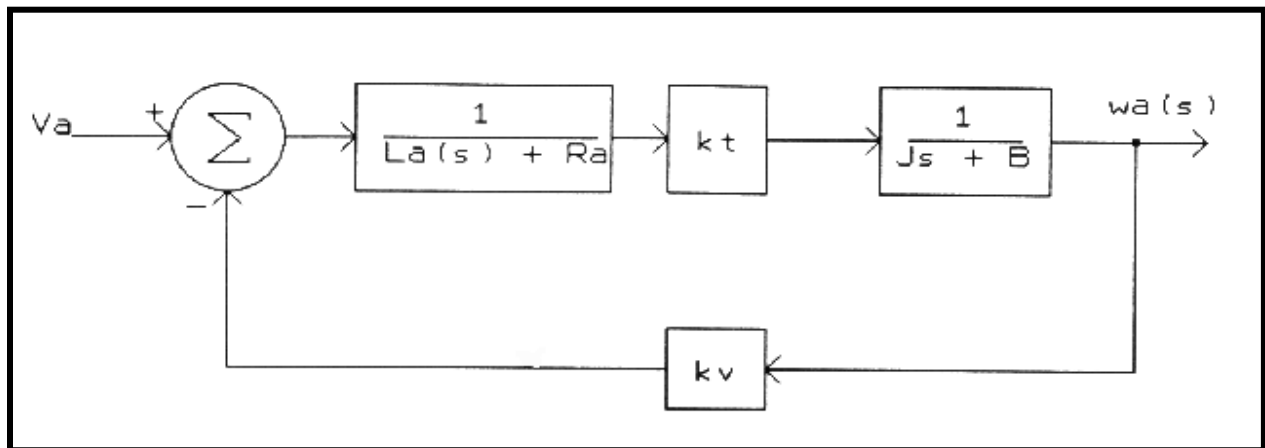 Va
+
−
Σ
1
La(s) + Ra
kt
1
Js + B
wa(s)
kv